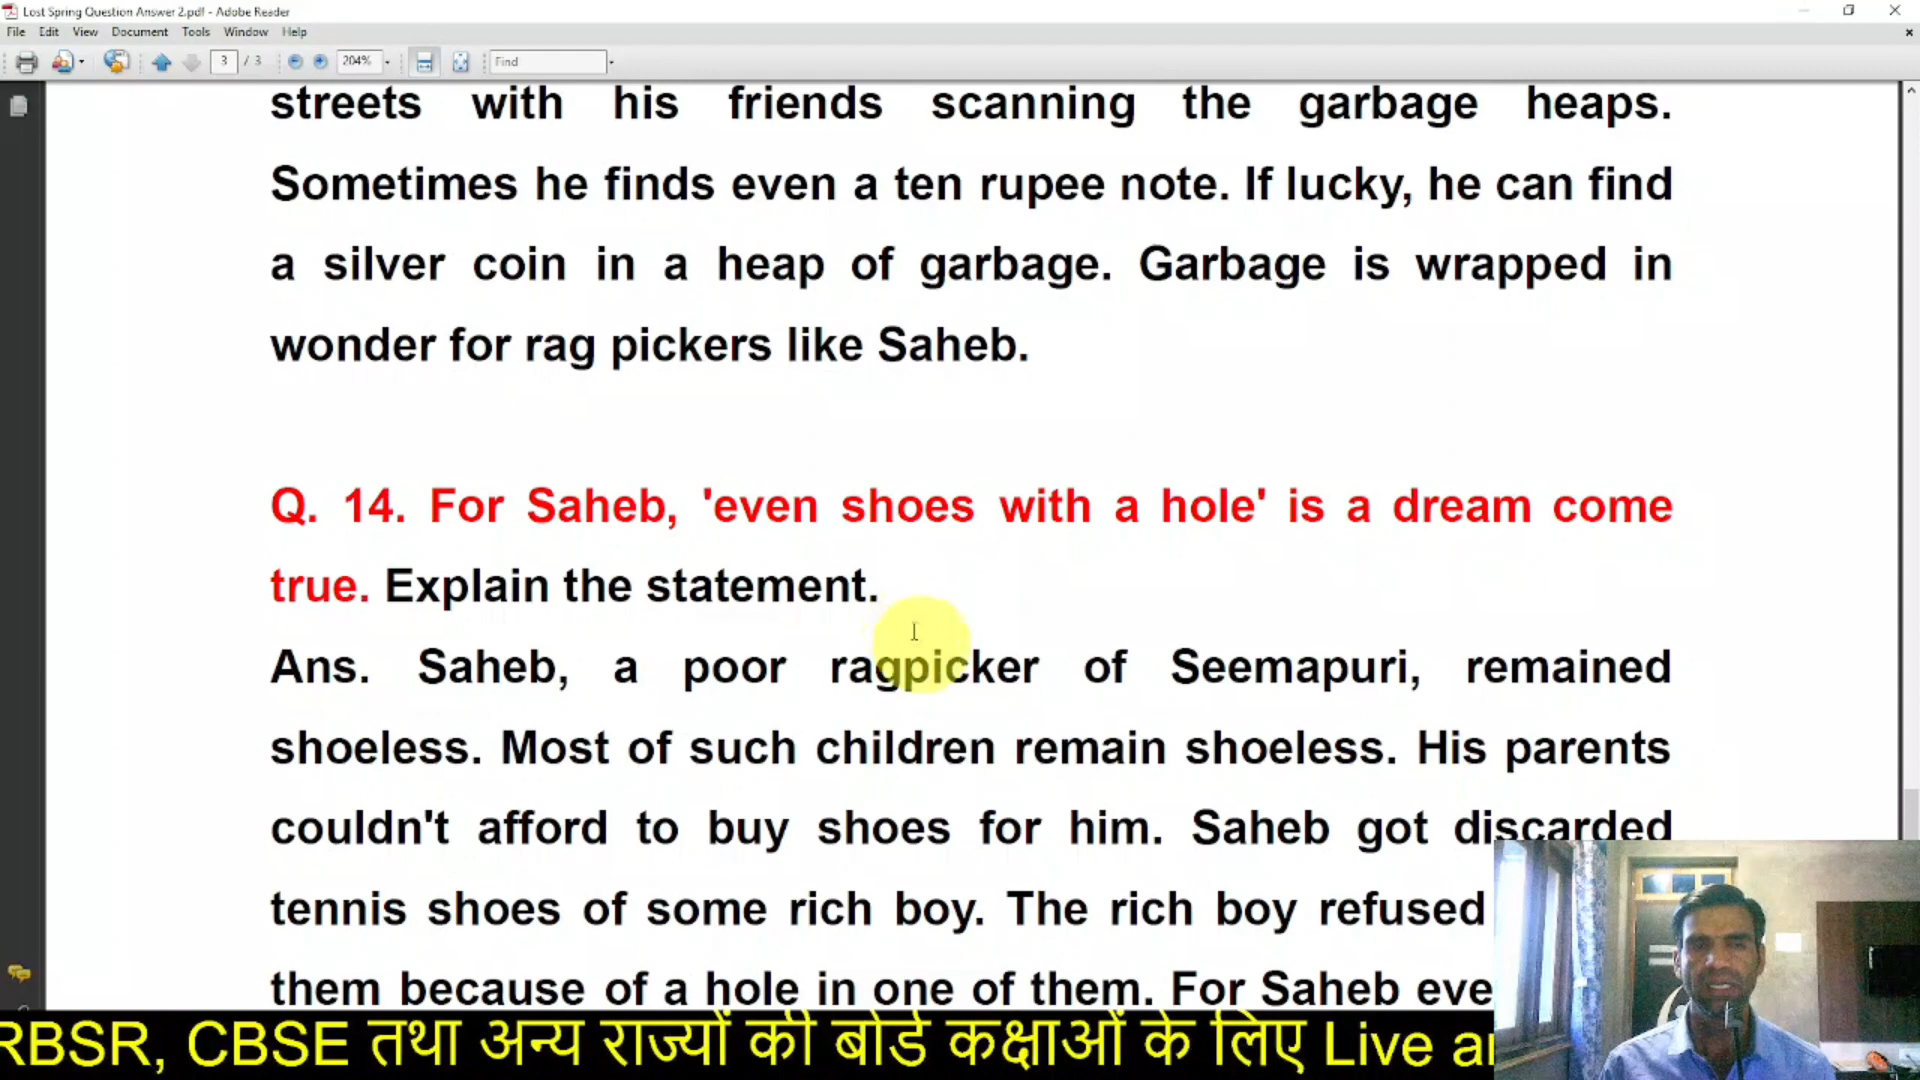 Lost Spring Question Answer 2.pdf - Adobe Reader
File Edit View Document Tools Window Help
3 / 3 204% Find
streets with his friends scanning the garbage heaps.
Sometimes he finds even a ten rupee note. If lucky, he can find
a silver coin in a heap of garbage. Garbage is wrapped in
wonder for rag pickers like Saheb.
Q. 14. For Saheb, 'even shoes with a hole' is a dream come
true. Explain the statement.
Ans. Saheb, a poor ragpicker of Seemapuri, remained
shoeless. Most of such children remain shoeless. His parents
couldn't afford to buy shoes for him. Saheb got discarded
tennis shoes of some rich boy. The rich boy refused
them because of a hole in one of them. For Saheb eve
RBSR, CBSE तथा अन्य राज्यों की बोर्ड कक्षाओं के लिए Live a